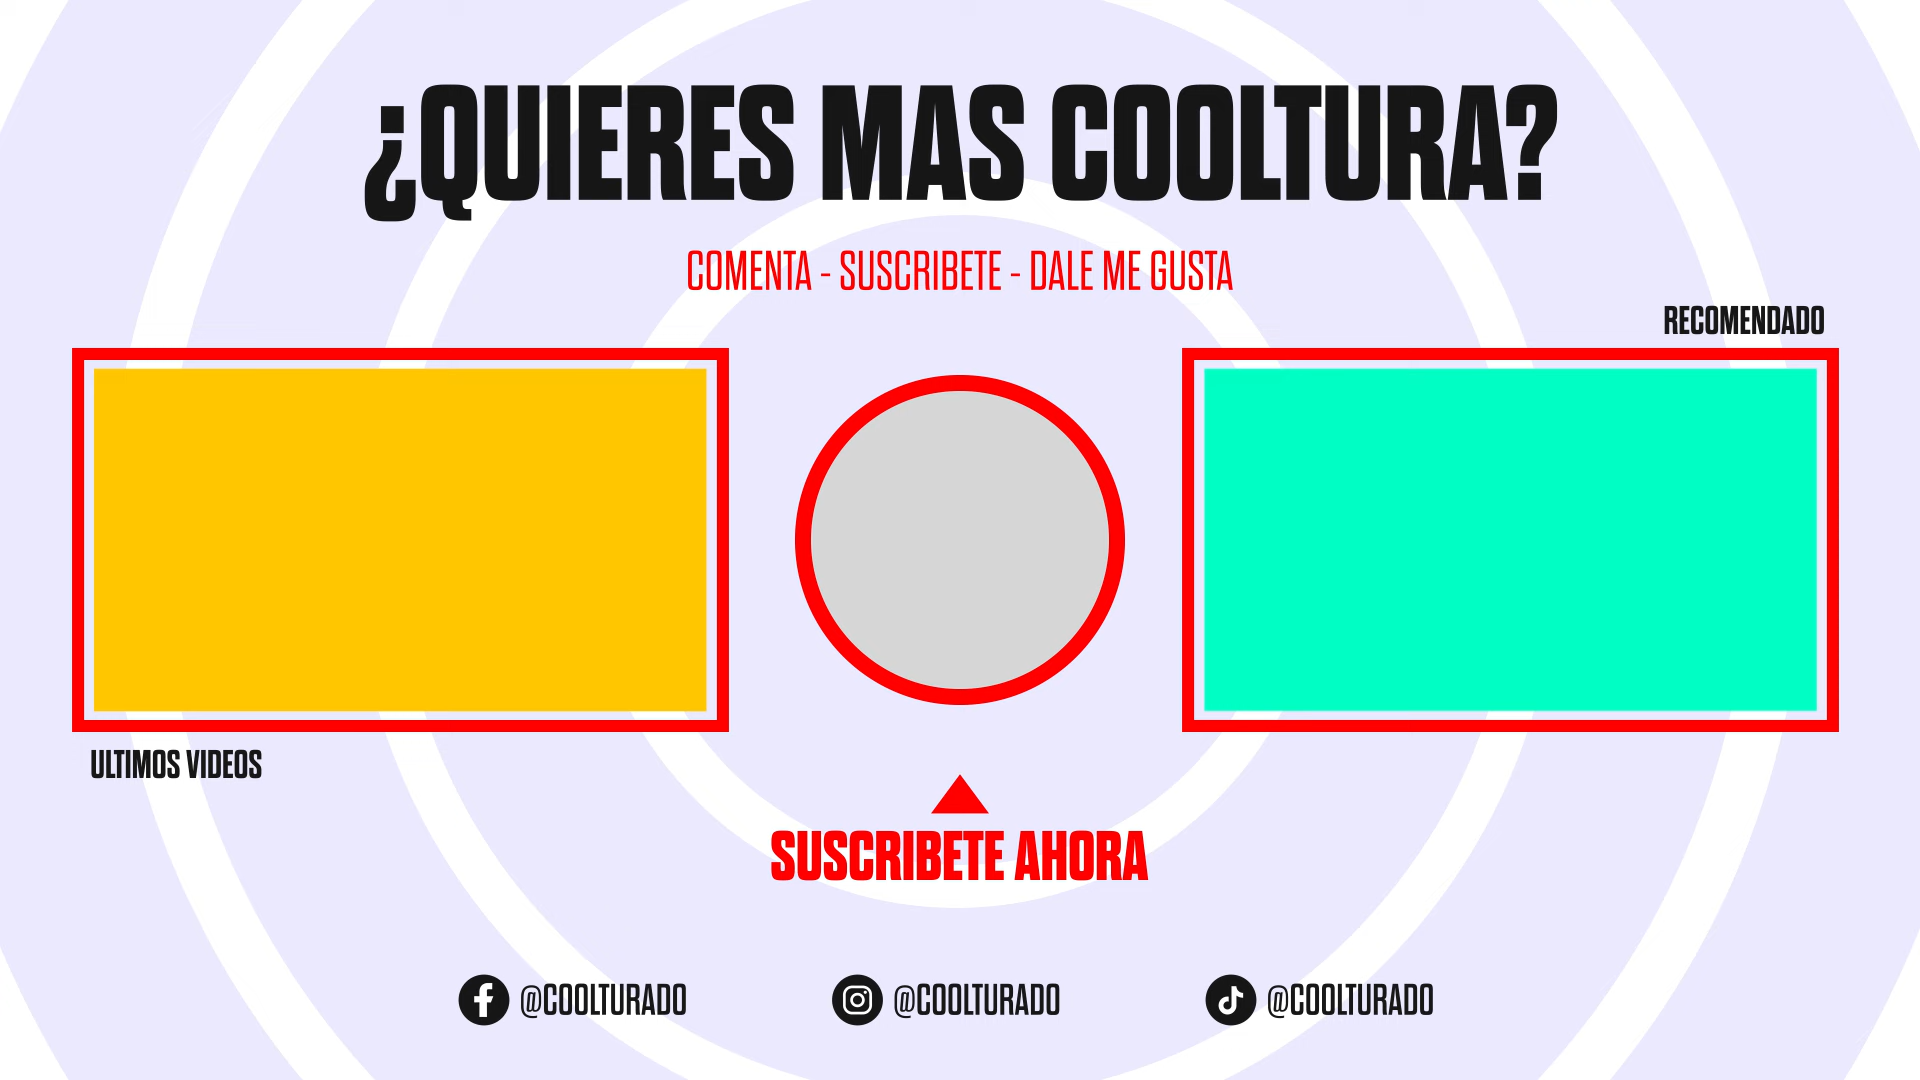 ¿QUIERES MAS COOLTURA?
COMENTA - SUSCRIBETE - DALE ME GUSTA
RECOMENDADO
ULTIMOS VIDEOS
SUSCRIBETE AHORA
@COOLTURADO
@COOLTURADO
@COOLTURADO